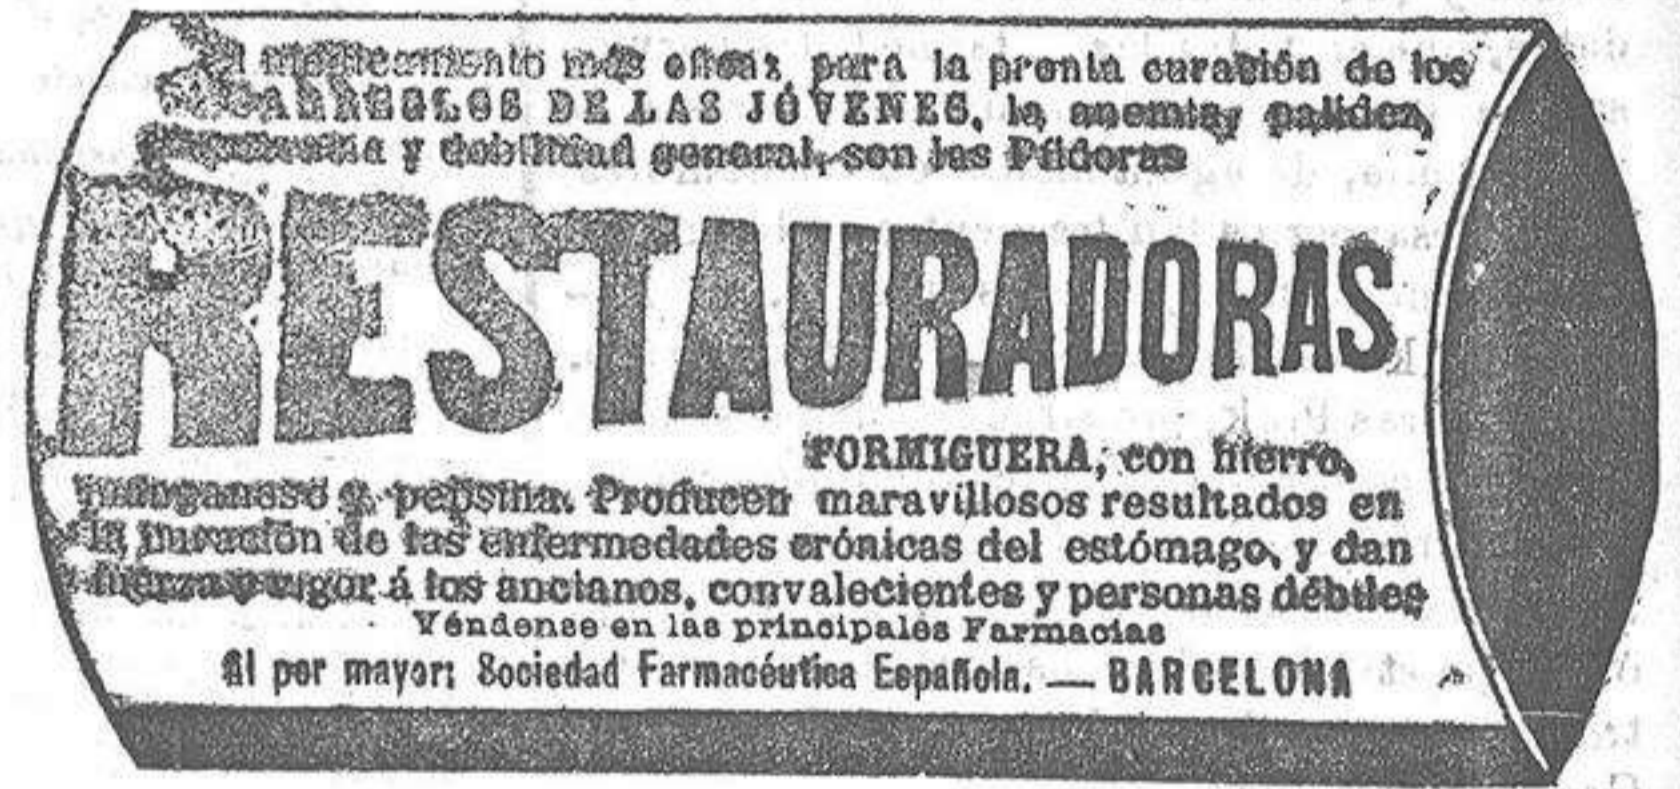 El medicamento más eficaz para la pronta curación de los
DE LAS JÓVENES, la anemia, palidez,
y debilidad general, son las Píldoras
RESTAURADORAS
FORMIGUERA, con hierro,
manganeso y pepsina. Producen maravillosos resultados en
la curación de las enfermedades crónicas del estómago, y dan
fuerza y vigor á los ancianos, convalecientes y personas débiles
Véndense en las principales Farmacias
Al por mayor: Sociedad Farmacéutica Española. — BARCELONA